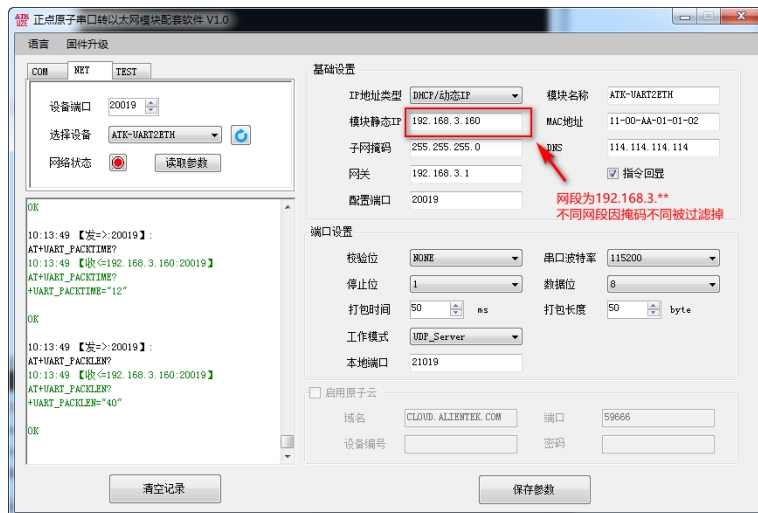 ATK U2E 正点原子串口转以太网模块配套软件 V1.0
语言 固件升级
COM NET TEST
设备端口 20019
选择设备 ATK-UART2ETH
网络状态 读取参数
OK
10:13:49 【发=>:20019】:
AT+UART_PACKTIME?
10:13:49 【收<=192.168.3.160:20019】
AT+UART_PACKTIME?
+UART_PACKTIME="12"
OK
10:13:49 【发=>:20019】:
AT+UART_PACKLEN?
10:13:49 【收<=192.168.3.160:20019】
AT+UART_PACKLEN?
+UART_PACKLEN="40"
OK
清空记录
基础设置
IP地址类型 DHCP/动态IP 模块名称 ATK-UART2ETH
模块静态IP 192.168.3.160 MAC地址 11-00-AA-01-01-02
子网掩码 255.255.255.0 DNS 114.114.114.114
网关 192.168.3.1 指令回显
配置端口 20019
网段为192.168.3.**
不同网段因掩码不同被过滤掉
端口设置
校验位 NONE 串口波特率 115200
停止位 1 数据位 8
打包时间 50 ms 打包长度 50 byte
工作模式 UDP_Server
本地端口 21019
启用原子云
域名 CLOUD.ALIENTEK.COM 端口 59666
设备编号 密码
保存参数